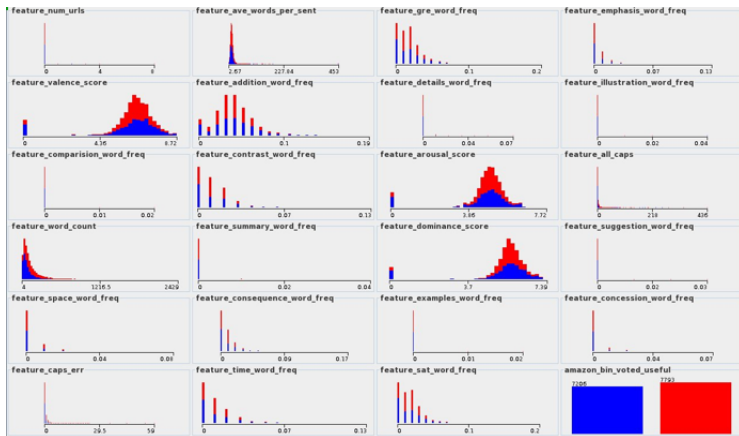 feature_num_urls
0 4 8
feature_ave_words_per_sent
2.67 227.84 453
feature_gre_word_freq
0 0.1 0.2
feature_emphasis_word_freq
0 0.07 0.13
feature_valence_score
0 4.36 8.72
feature_addition_word_freq
0 0.1 0.19
feature_details_word_freq
0 0.04 0.07
feature_illustration_word_freq
0 0.02 0.04
feature_comparision_word_freq
0 0.01 0.02
feature_contrast_word_freq
0 0.07 0.13
feature_arousal_score
0 3.86 7.72
feature_all_caps
0 218 436
feature_word_count
4 1216.5 2429
feature_summary_word_freq
0 0.02 0.04
feature_dominance_score
0 3.7 7.39
feature_suggestion_word_freq
0 0.02 0.03
feature_space_word_freq
0 0.04
feature_consequence_word_freq
0 0.09 0.17
feature_examples_word_freq
0 0.01 0.02
feature_concession_word_freq
0 0.04 0.07
feature_caps_err
0 29.5 59
feature_time_word_freq
0 0.07 0.13
feature_sat_word_freq
0 0.1 0.2
amazon_bin_voted_useful
7793